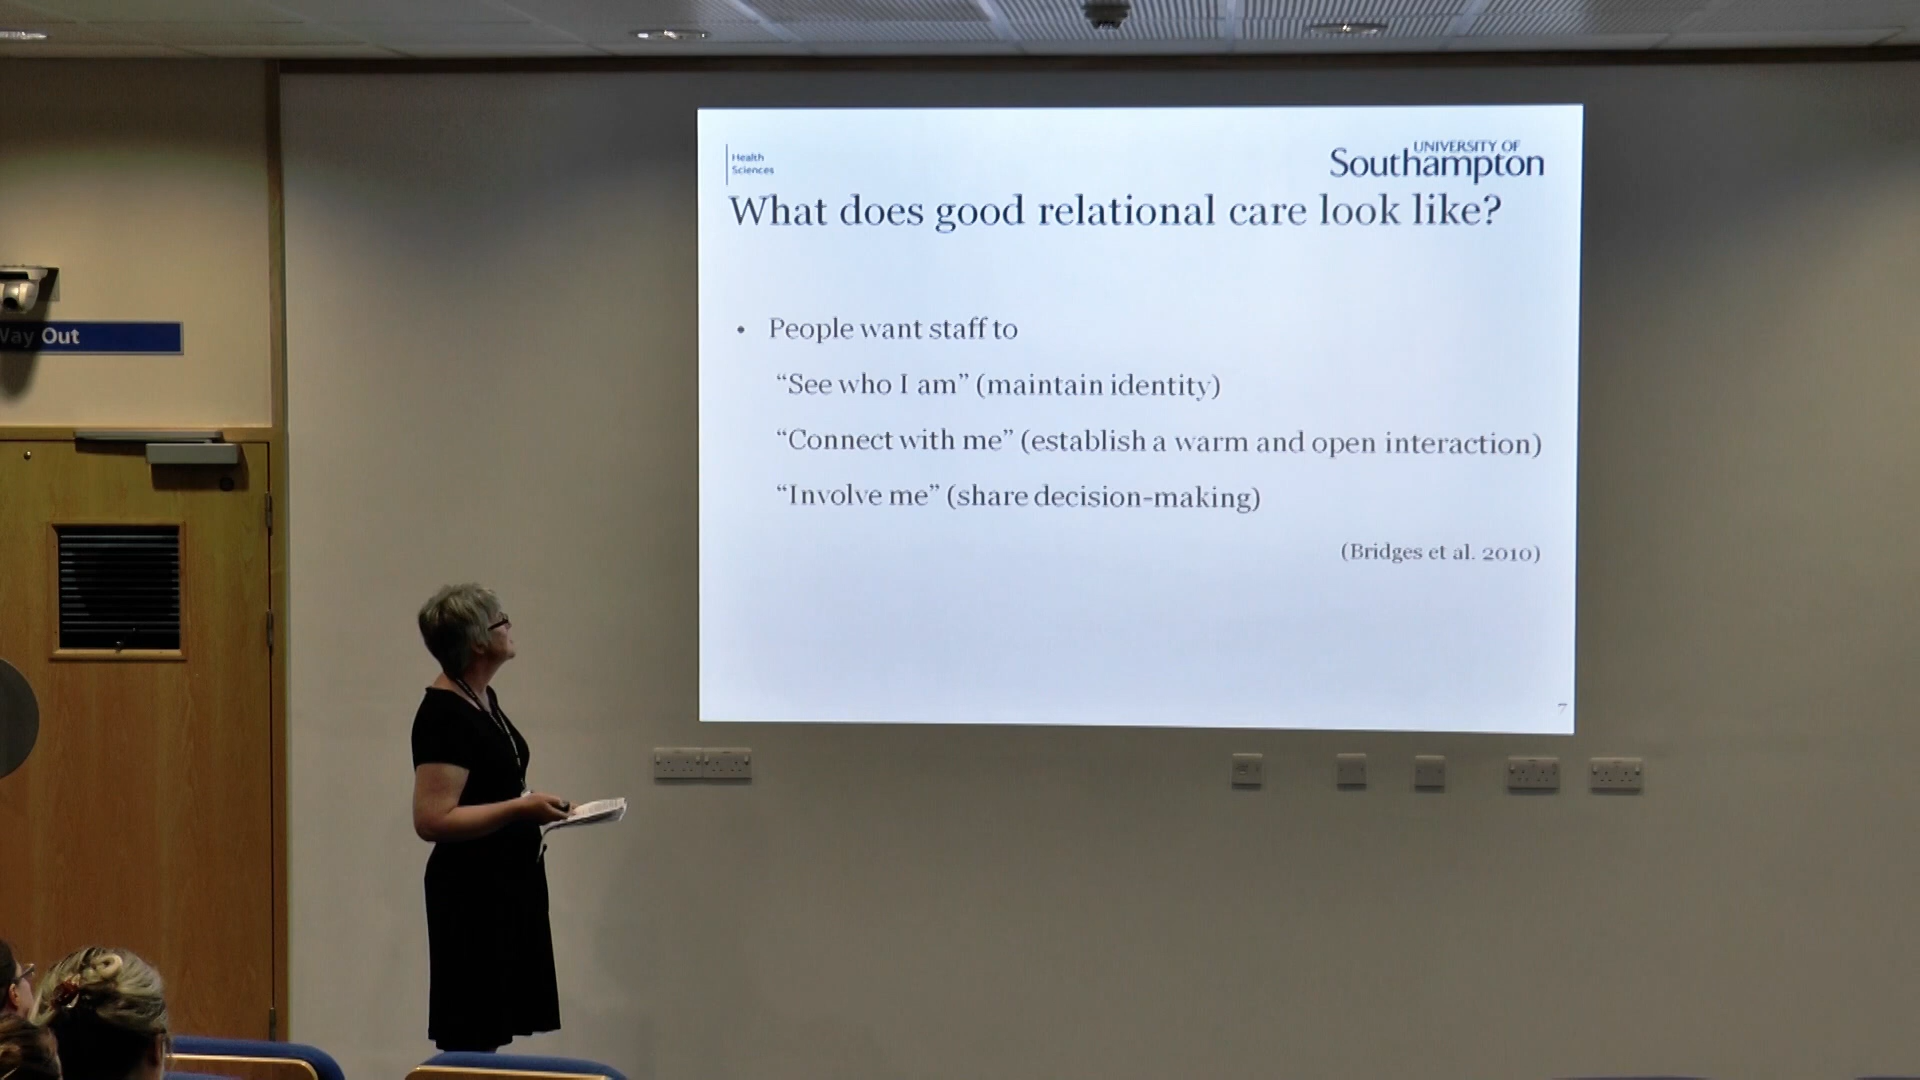 Health
Sciences
UNIVERSITY OF
Southampton
What does good relational care look like?
• People want staff to
“See who I am” (maintain identity)
“Connect with me” (establish a warm and open interaction)
“Involve me” (share decision-making)
(Bridges et al. 2010)
7
Way Out